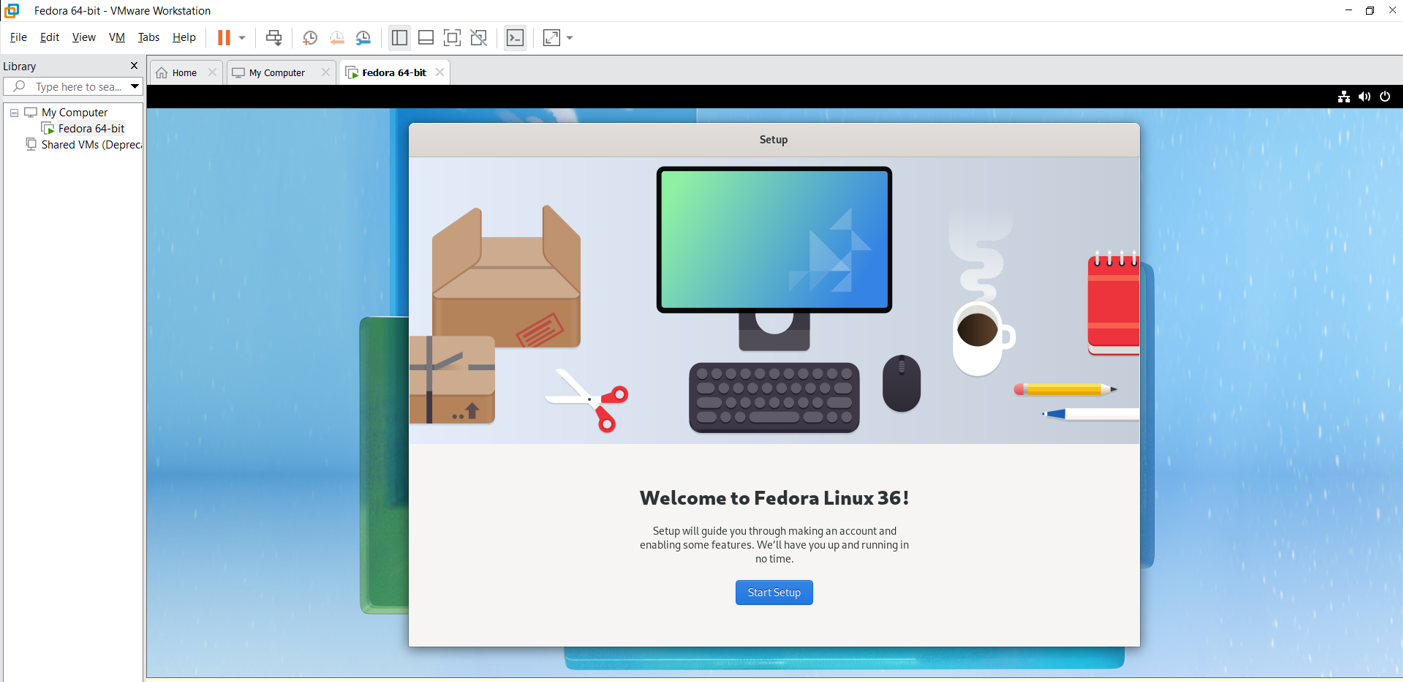 Fedora 64-bit - VMware Workstation
File Edit View VM Tabs Help
Library
Type here to sea...
Home
My Computer
Fedora 64-bit
My Computer
Fedora 64-bit
Shared VMs (Depreca
Setup
Welcome to Fedora Linux 36!
Setup will guide you through making an account and
enabling some features. We'll have you up and running in
no time.
Start Setup